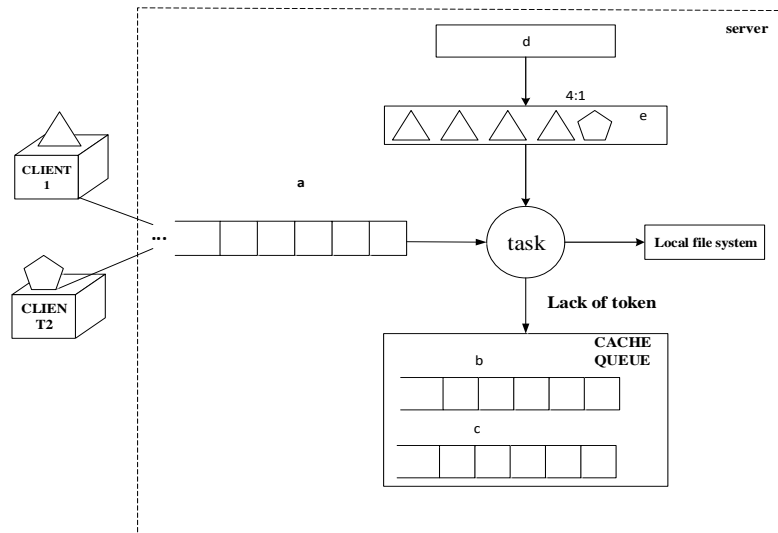 server
d
4:1
e
CLIENT
1
a
...
task
Local file system
CLIEN
T2
Lack of token
CACHE
QUEUE
b
c